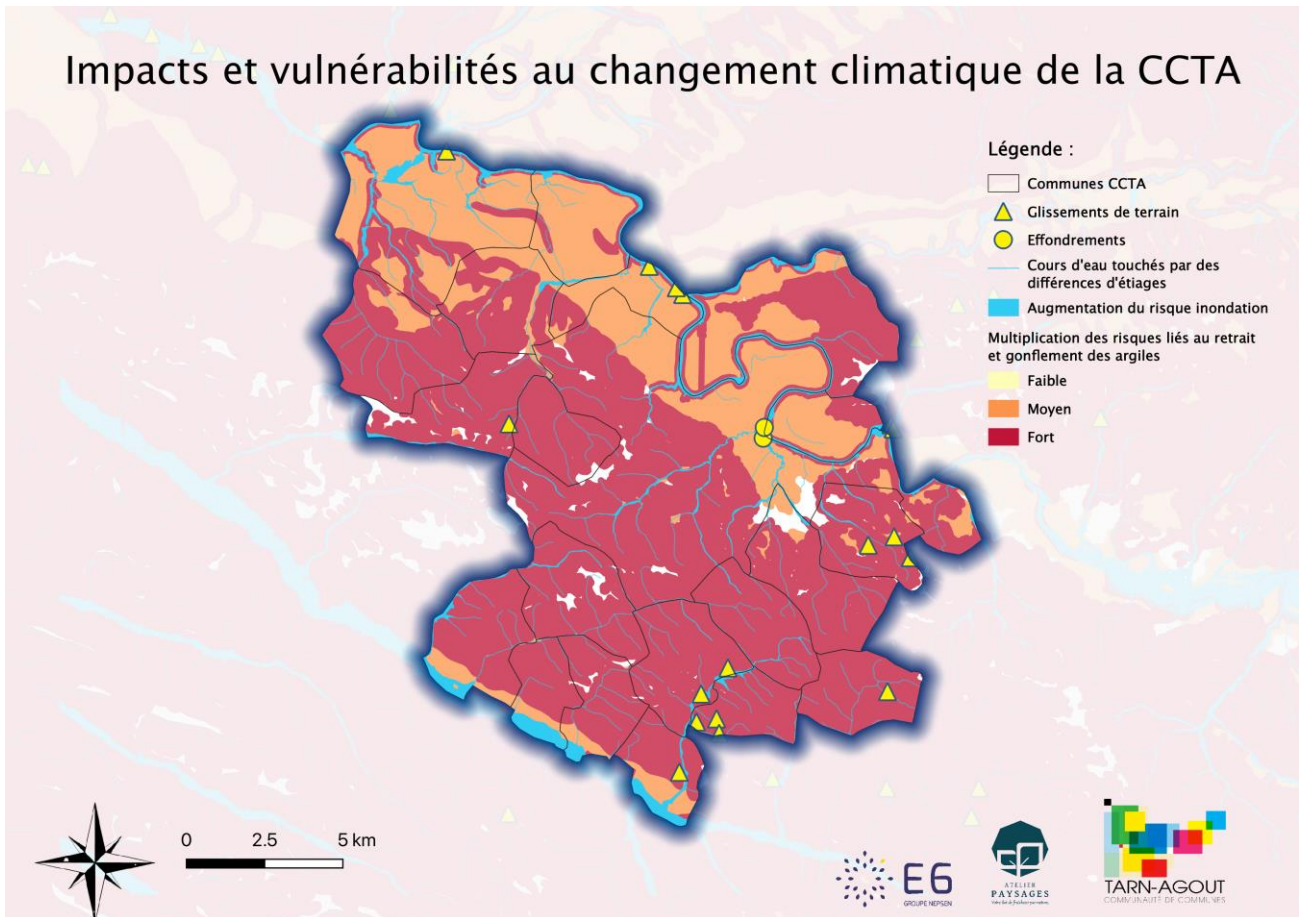 Impacts et vulnérabilités au changement climatique de la CCTA
Légende :
Communes CCTA
Glissements de terrain
Effondrements
Cours d'eau touchés par des
différences d'étiages
Augmentation du risque inondation
Multiplication des risques liés au retrait
et gonflement des argiles
Faible
Moyen
Fort
0 2.5 5 km
E6
GROUPE NEPSEN
ATELIER
PAYSAGES
TARN-AGOUT
COMMUNAUTÉ DE COMMUNES